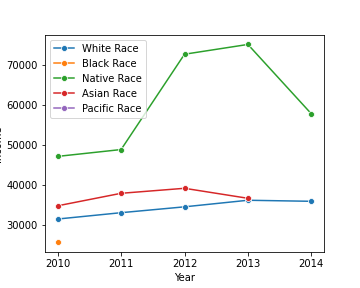 White Race
Black Race
Native Race
Asian Race
Pacific Race
70000
60000
50000
40000
30000
2010
2011
2012
2013
2014
Year